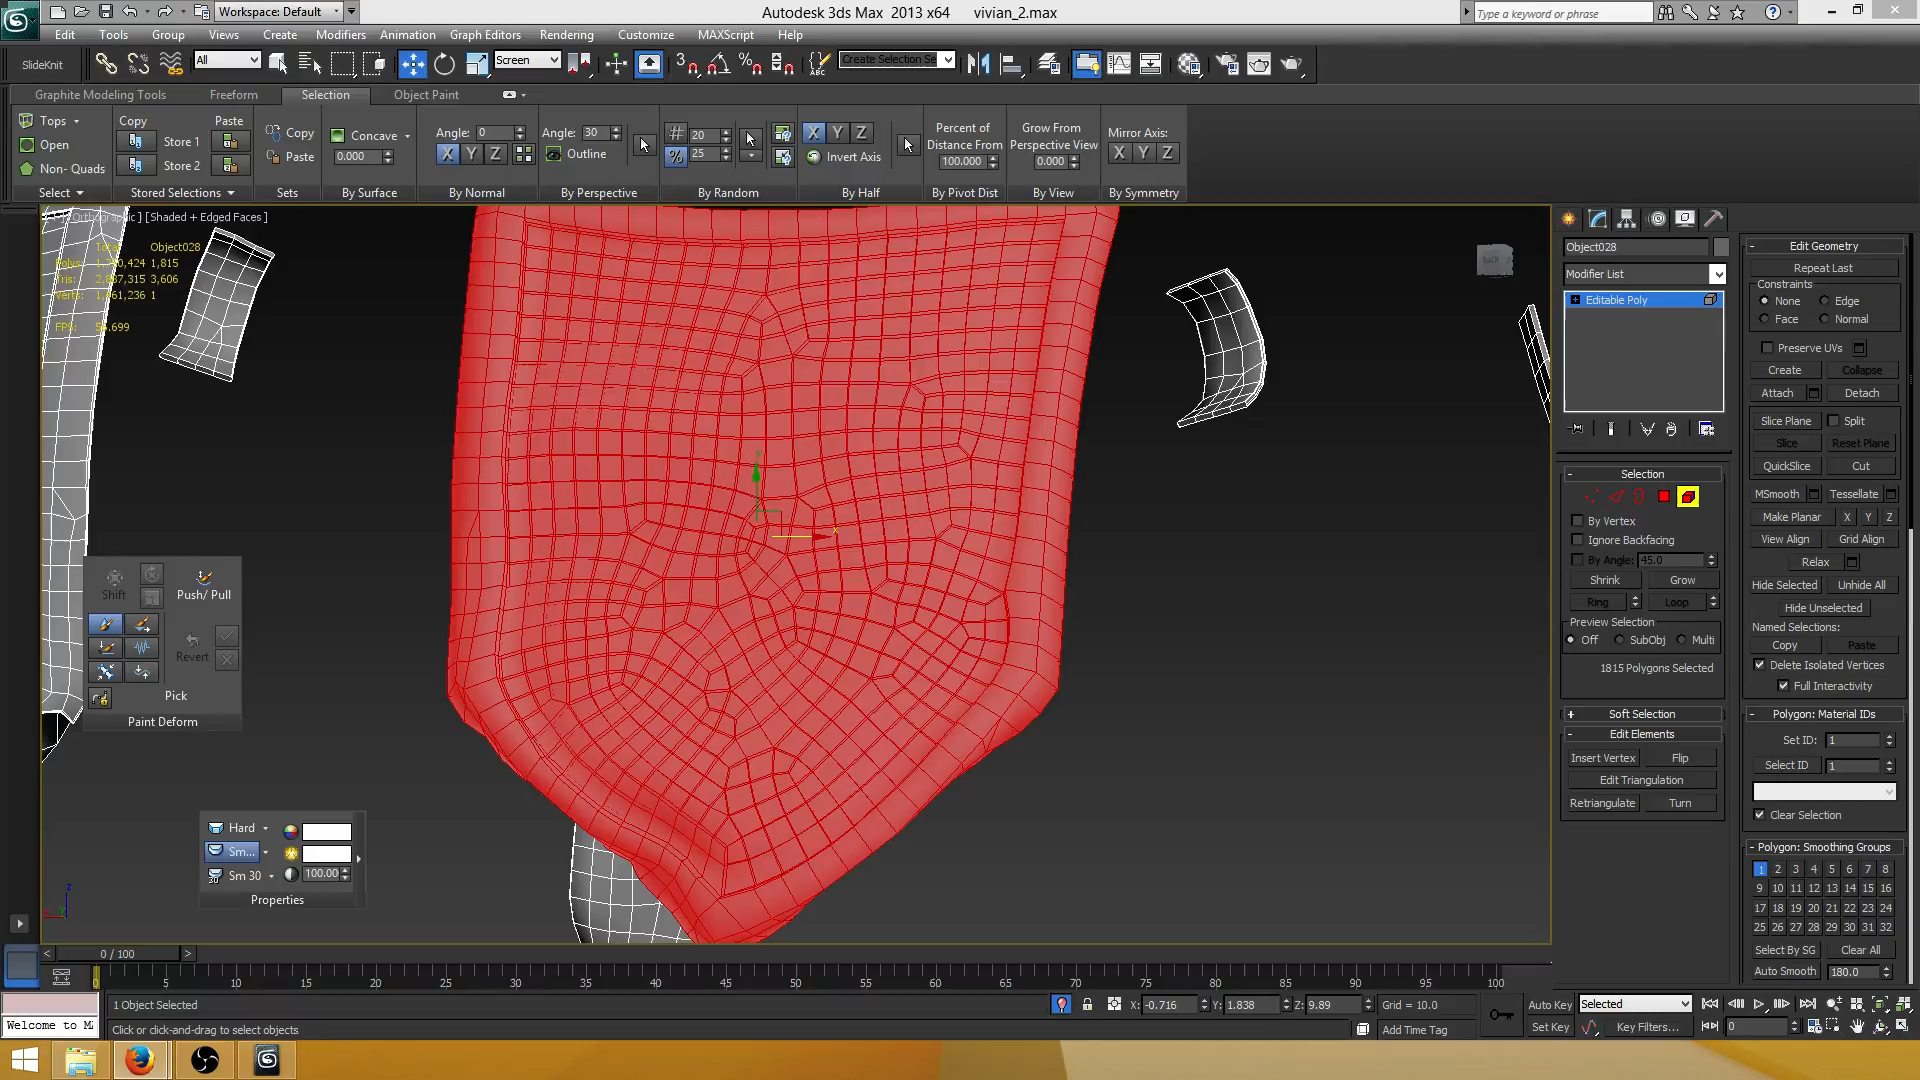 Workspace: Default
Autodesk 3ds Max 2013 x64 vivian_2.max
Type a keyword or phrase
Edit Tools Group Views Create Modifiers Animation Graph Editors Rendering Customize MAXScript Help
SlideKnit
All
Screen
Create Selection Se
Graphite Modeling Tools Freeform Selection Object Paint
Tops
Open
Non- Quads
Select
Copy Paste
Store 1
Store 2
Stored Selections
Copy
Paste
Sets
Concave
0.000
By Surface
Angle: 0
X Y Z
By Normal
Angle: 30
Outline
By Perspective
# 20
% 25
By Random
X Y Z
Invert Axis
By Half
Percent of
Distance From
100.000
By Pivot Dist
Grow From
Perspective View
0.000
By View
Mirror Axis:
X Y Z
By Symmetry
Orthographic ] [Shaded + Edged Faces ]
Total Object028
Polys: 1,815
Tris: 3,606
Verts: 1
FPS:
BACK
Shift
Push/ Pull
Revert
Pick
Paint Deform
Hard
Sm...
Sm 30
100.00
Properties
Object028
Modifier List
Editable Poly
Selection
By Vertex
Ignore Backfacing
By Angle: 45.0
Shrink Grow
Ring Loop
Preview Selection
Off SubObj Multi
1815 Polygons Selected
Soft Selection
Edit Elements
Insert Vertex Flip
Edit Triangulation
Retriangulate Turn
Edit Geometry
Repeat Last
Constraints
None Edge
Face Normal
Preserve UVs
Create Collapse
Attach Detach
Slice Plane Split
Slice Reset Plane
QuickSlice Cut
MSmooth Tessellate
Make Planar X Y Z
View Align Grid Align
Relax
Hide Selected Unhide All
Hide Unselected
Named Selections:
Copy Paste
Delete Isolated Vertices
Full Interactivity
Polygon: Material IDs
Set ID: 1
Select ID 1
Clear Selection
Polygon: Smoothing Groups
1 2 3 4 5 6 7 8
9 10 11 12 13 14 15 16
17 18 19 20 21 22 23 24
25 26 27 28 29 30 31 32
Select By SG Clear All
Auto Smooth 180.0
0 / 100
0 5 10 15 20 25 30 35 40 45 50 55 60 65 70 75 80 85 90 95 100
1 Object Selected
X: -0.716 Y: 1.838 Z: 9.89 Grid = 10.0
Auto Key Selected
Welcome to M
Click or click-and-drag to select objects
Add Time Tag
Set Key Key Filters...
0